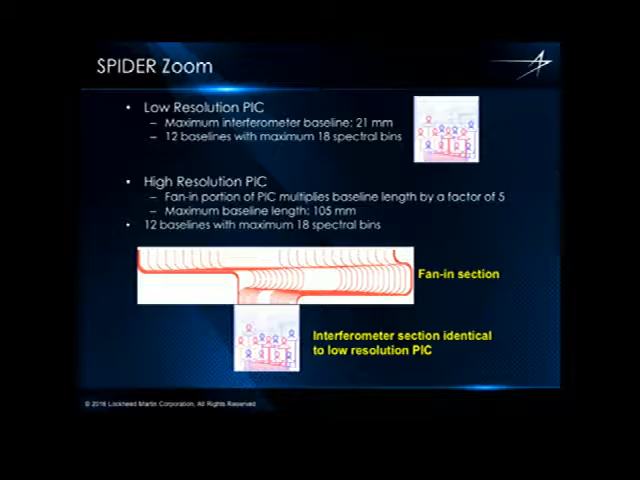 SPIDER Zoom
• Low Resolution PIC
– Maximum interferometer baseline: 21 mm
– 12 baselines with maximum 18 spectral bins
• High Resolution PIC
– Fan-in portion of PIC multiplies baseline length by a factor of 5
– Maximum baseline length: 105 mm
• 12 baselines with maximum 18 spectral bins
Fan-in section
Interferometer section identical
to low resolution PIC
© 2016 Lockheed Martin Corporation, All Rights Reserved